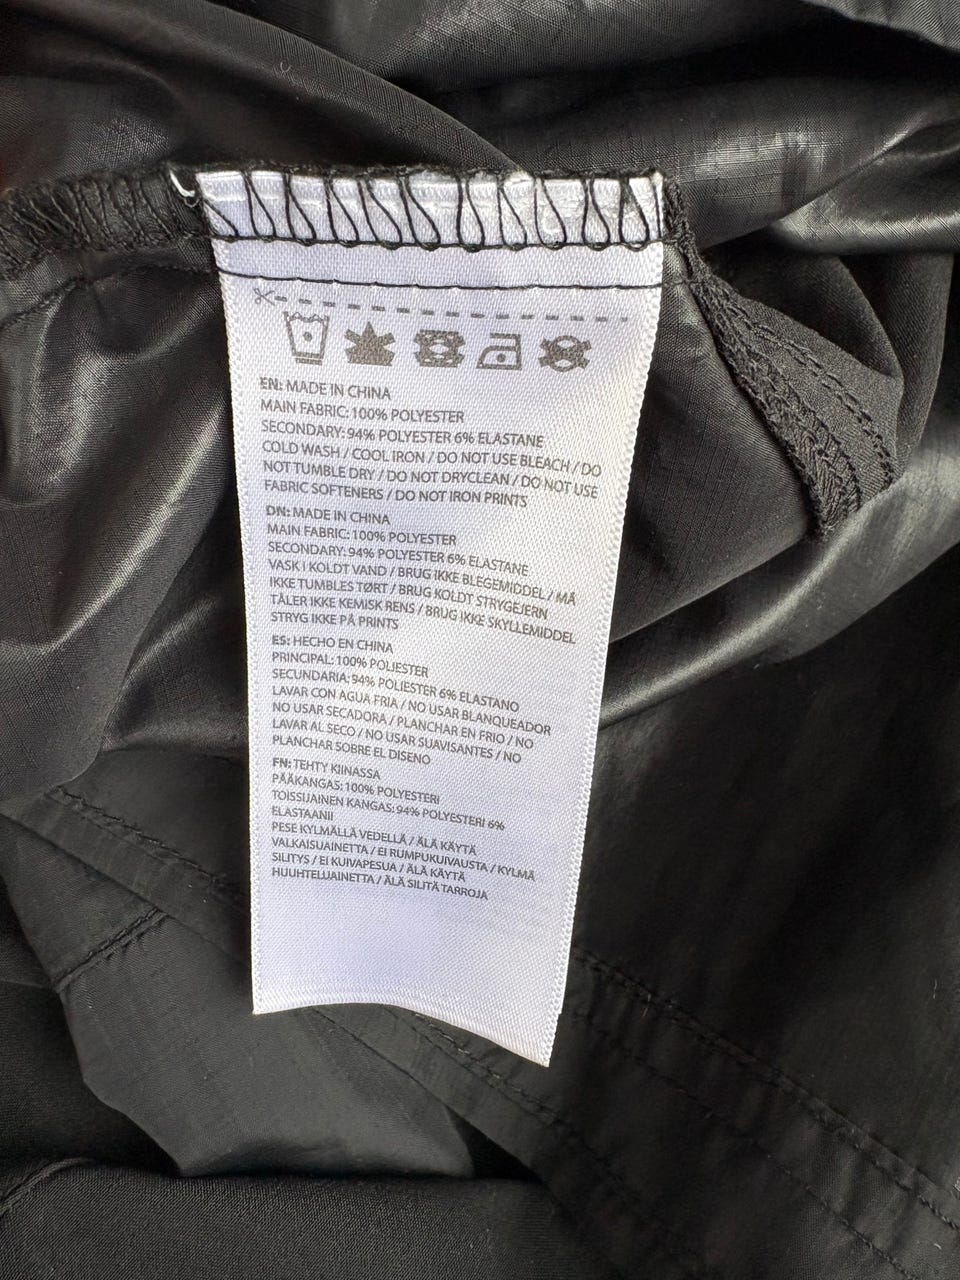 EN: MADE IN CHINA
MAIN FABRIC: 100% POLYESTER
SECONDARY: 94% POLYESTER 6% ELASTANE
COLD WASH / COOL IRON / DO NOT USE BLEACH / DO
NOT TUMBLE DRY / DO NOT DRYCLEAN / DO NOT USE
FABRIC SOFTENERS / DO NOT IRON PRINTS
DN: MADE IN CHINA
MAIN FABRIC: 100% POLYESTER
SECONDARY: 94% POLYESTER 6% ELASTANE
VASK I KOLDT VAND / BRUG IKKE BLEGEMIDDEL / MÅ
IKKE TUMBLES TØRT / BRUG KOLDT STRYGEJERN
TÅLER IKKE KEMISK RENS / BRUG IKKE SKYLLEMIDDEL
STRYG IKKE PÅ PRINTS
ES: HECHO EN CHINA
PRINCIPAL: 100% POLIESTER
SECUNDARIA: 94% POLIESTER 6% ELASTANO
LAVAR CON AGUA FRIA / NO USAR BLANQUEADOR
NO USAR SECADORA / PLANCHAR EN FRIO / NO
LAVAR AL SECO / NO USAR SUAVISANTES / NO
PLANCHAR SOBRE EL DISENO
FN: TEHTY KIINASSA
PÄÄKANGAS: 100% POLYESTERI
TOISSIJAINEN KANGAS: 94% POLYESTERI 6%
ELASTAANII
PESE KYLMÄLLÄ VEDELLÄ / ÄLÄ KÄYTÄ
VALKAISUAINETTA / EI RUMPUKUIVAUSTA / KYLMÄ
SILITYS / EI KUIVAPESUA / ÄLÄ KÄYTÄ
HUUHTELUAINETTA / ÄLÄ SILITÄ TARROJA